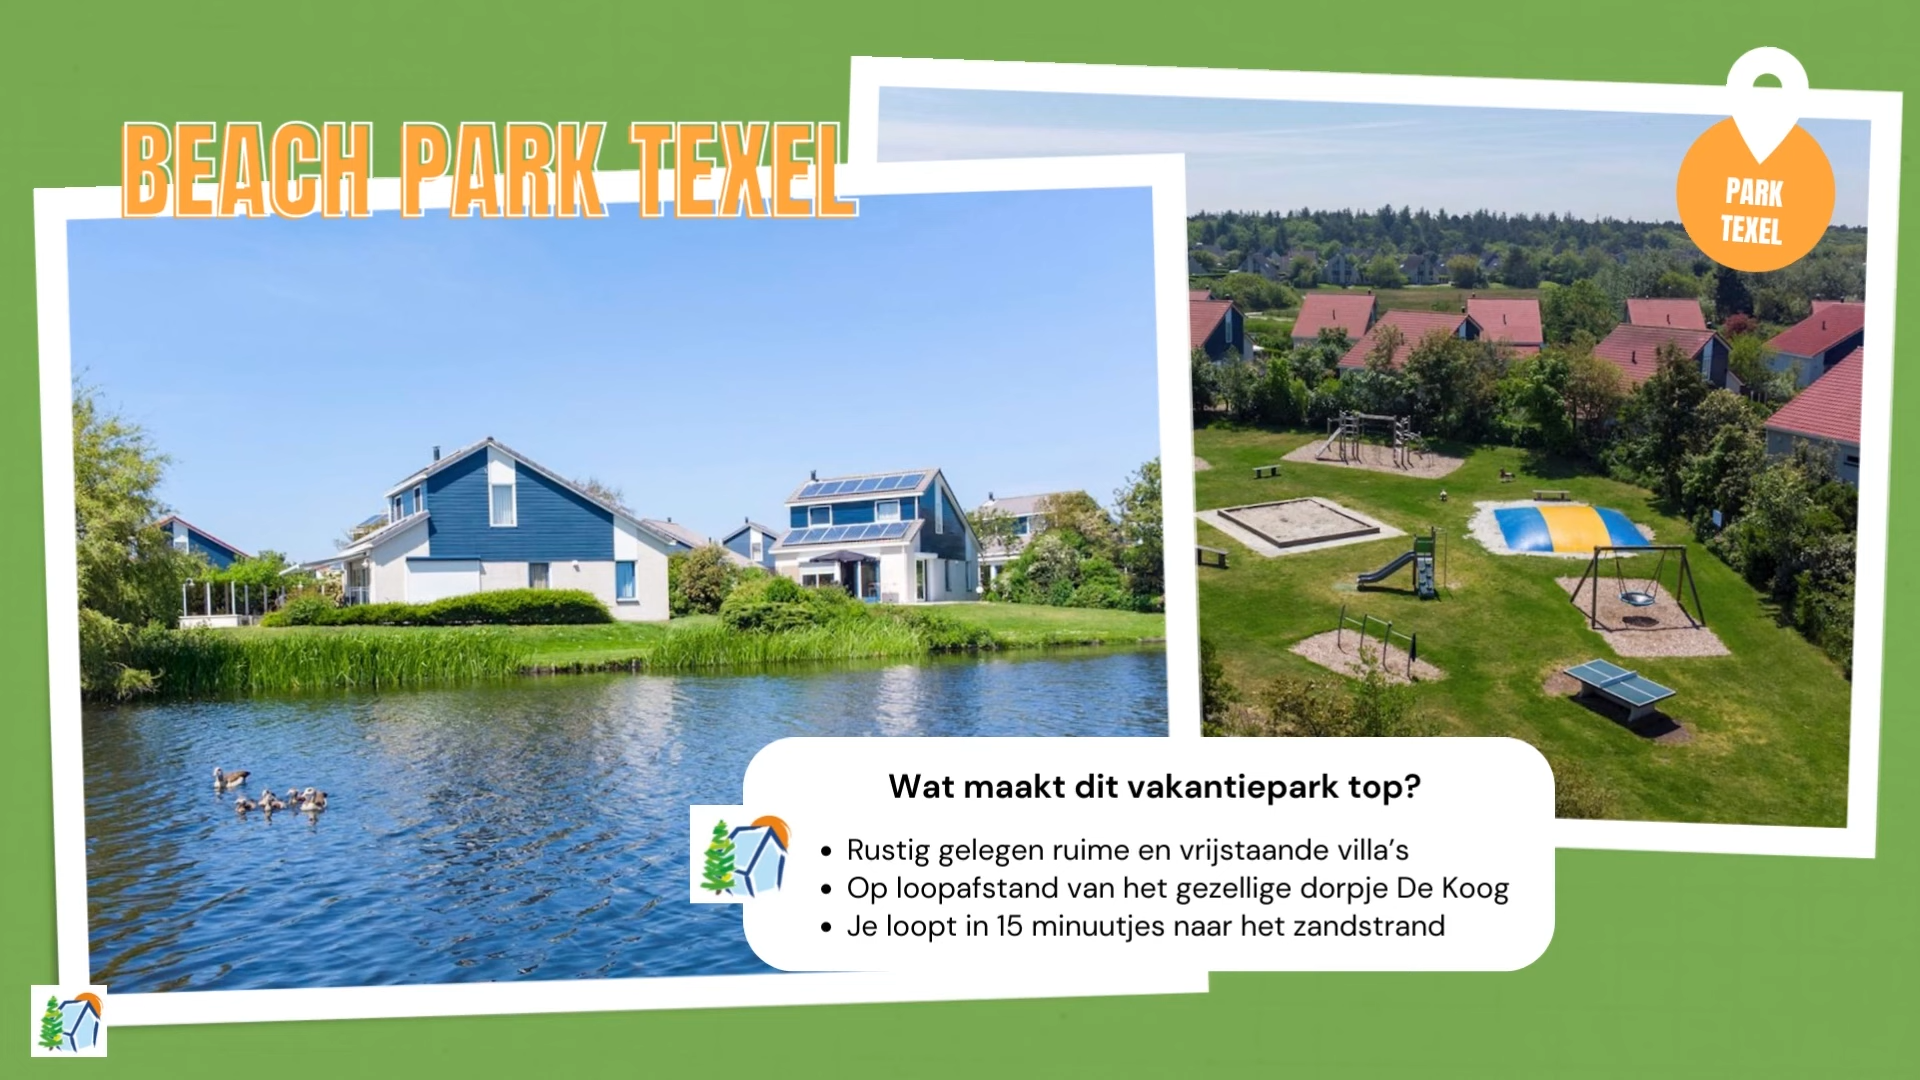 BEACH PARK TEXEL
PARK
TEXEL
Wat maakt dit vakantiepark top?
• Rustig gelegen ruime en vrijstaande villa’s
• Op loopafstand van het gezellige dorpje De Koog
• Je loopt in 15 minuutjes naar het zandstrand